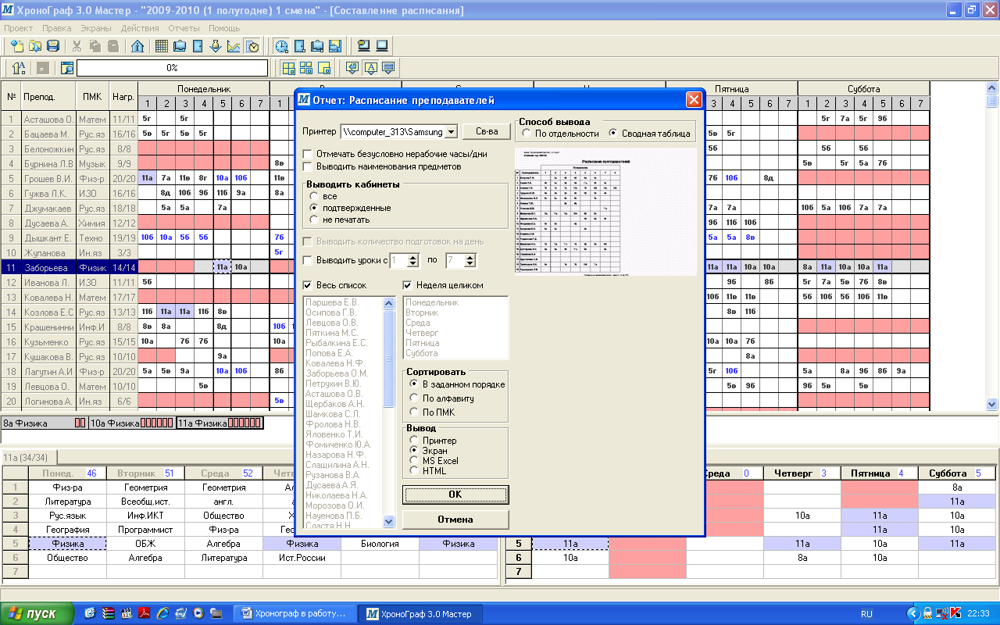 ХроноГраф 3.0 Мастер - "2009-2010 (1 полугодие) 1 смена" - [Составление расписания]
Проект Правка Экраны Действия Отчеты Помощь
0%
№ Препод. ПМК Нагр. Понедельник Пятница Суббота
1 2 3 4 5 6 7 1 4 5 6 7 1 2 3 4 5 6 7
1 Асташова О. Матем 11/11 5г 5г 5г 7а 5г 9б
2 Бацаева М. Рус.яз 16/16 5в 5г 5в 5г 5в 5г
3 Белоножкин Рус.яз 8/8 5б 5б 5б
4 Бурнина Л.В Музык 9/9 8в 5в 5г 5а 7б
5 Грошев В.И. Физ-р 20/20 11а 7а 11в 8г 10а 10б 11в 7б 10б 8д
6 Гужва Л.К. ИЗО 16/16 8д 10б 9б 11б 9а 8а
7 Джумакаев Рус.яз 18/18 5а 5а 7а 7а 7а 10б 5а 10б 7а 7а
8 Дусаева А. Химия 12/12 9б 11б 10б
9 Дышкант Е. Техно 19/19 10б 10а 5б 5б 7б 5а 5а 8в
10 Жупанова Ин.яз 3/3 5г
11 Заборьева Физик 14/14 11а 10а 11а 11а 10а 10а 8а 11а 10а 10а 11а
12 Иванова Л. ИЗО 11/11 5б 9б 8б 5г 7а 5в 7б 8б
13 Ковалева Н. Матем 17/17 10б 11в 11в 5б 10б 11б 10б 11в
14 Козлова Е.С Рус.яз 13/13 11б 11а 11а 11б 8в 8в 11б
15 Крашенинни Инф.И 8/8 8в 8а 8д 10б
16 Кузьменко Рус.яз 15/15 10а 7б 7б 10а 10а 10а 7б
17 Кушакова В. Рус.яз 10/10 9а 8а
18 Лагутин А.И Физ-р 20/20 5а 5в 9а 10а 10б 8б 5г 10б 5а 8а 9б 8б 9а
19 Левцова О. Матем 10/10 5в 5в 9б 9б 5в 5в
20 Логинова А. Ин.яз 6/6 5в
8а Физика 10а Физика 11а Физика
11а (34/34)
Понед. 46 Вторник 51 Среда 52
1 Физ-ра Геометрия Геометрия
2 Литература Всеобщ.ист. англ.
3 Рус.язык Инф.ИКТ Общество
4 География Программист Физ-ра
5 Физика ОБЖ Алгебра Физика Биология Физика
6 Общество Алгебра Литература Ист.России
7
Среда 0 Четверг 3 Пятница 4 Суббота 5
8а
11а
10а 11а 10а
11а 10а
5 11а 11а 10а 11а
6 10а 8а 10а
7
Отчет: Расписание преподавателей
Принтер \\computer_313\Samsung Св-ва
Отмечать безусловно нерабочие часы/дни
Выводить наименования предметов
Выводить кабинеты
все
подтвержденные
не печатать
Выводить количество подготовок на день
Выводить уроки с 1 по 7
Весь список
Паршева Е.В.
Осипова Г.В.
Левцова О.В.
Пяткина М.С.
Рыбалкина Е.С.
Попова Е.А.
Ковалева Н.Ф.
Заборьева О.М.
Петрухин В.Ю.
Асташова О.В.
Щербаков А.Н.
Шамкова С.Л.
Фролова Н.В.
Яловенко Т.И.
Фомиченко Ю.А.
Назарова Н.Ф.
Слащилина А.Н.
Рузанова В.А.
Дусаева А.Я.
Николаева Н.А.
Морозова О.И.
Науенова П.Б.
Сластя Н.Н.
Неделя целиком
Понедельник
Вторник
Среда
Четверг
Пятница
Суббота
Сортировать
В заданном порядке
По алфавиту
По ПМК
Вывод
Принтер
Экран
MS Excel
HTML
ОК
Отмена
Способ вывода
По отдельности Сводная таблица
Расписание преподавателей
пуск Хронограф в работу... ХроноГраф 3.0 Мастер RU 22:33